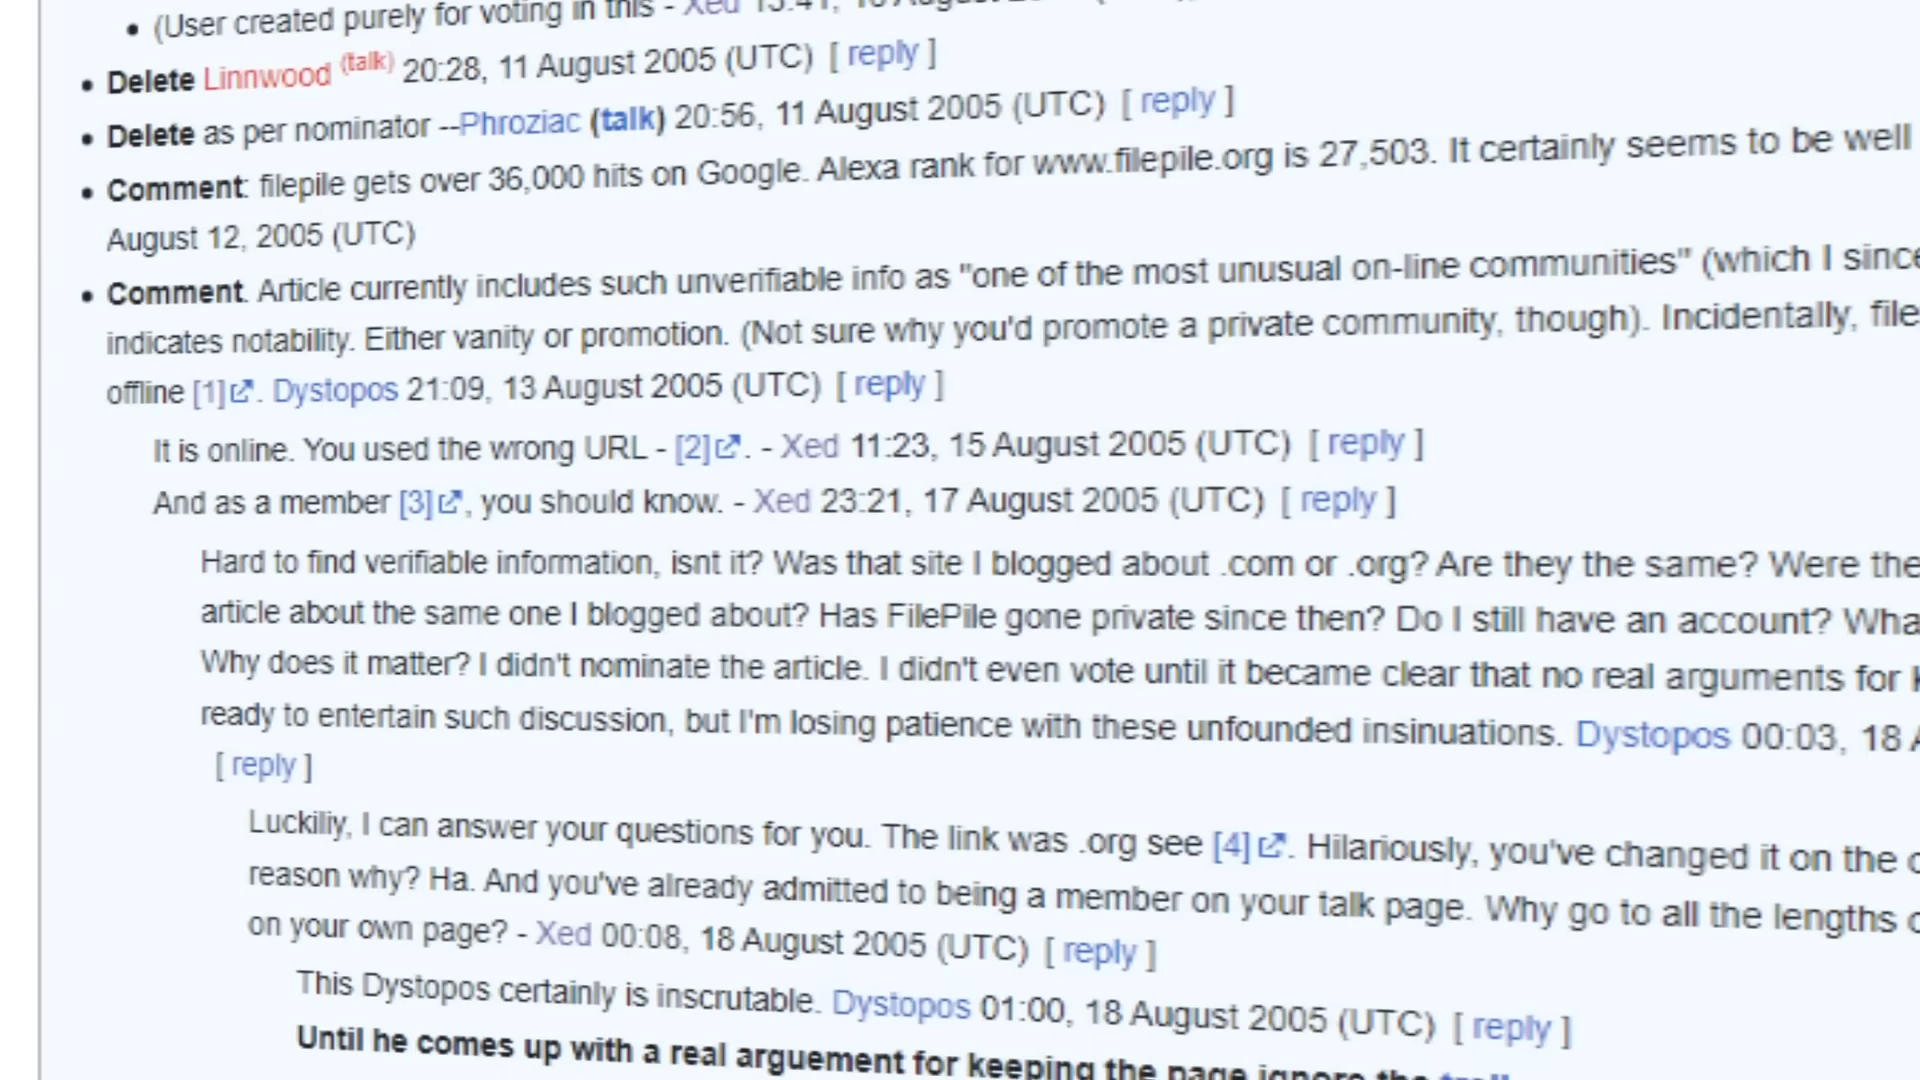 (User created purely for voting in this - Xed 13:41,
Delete Linnwood (talk) 20:28, 11 August 2005 (UTC) [ reply ]
Delete as per nominator --Phroziac (talk) 20:56, 11 August 2005 (UTC) [ reply ]
Comment: filepile gets over 36,000 hits on Google. Alexa rank for www.filepile.org is 27,503. It certainly seems to be well
August 12, 2005 (UTC)
Comment. Article currently includes such unverifiable info as "one of the most unusual on-line communities" (which I
indicates notability. Either vanity or promotion. (Not sure why you'd promote a private community, though). Incidentally,
offline [1]. Dystopos 21:09, 13 August 2005 (UTC) [ reply ]
It is online. You used the wrong URL - [2]. - Xed 11:23, 15 August 2005 (UTC) [ reply ]
And as a member [3], you should know. - Xed 23:21, 17 August 2005 (UTC) [ reply ]
Hard to find verifiable information, isnt it? Was that site I blogged about .com or .org? Are they the same? Were
article about the same one I blogged about? Has FilePile gone private since then? Do I still have an account?
Why does it matter? I didn't nominate the article. I didn't even vote until it became clear that no real arguments for
ready to entertain such discussion, but I'm losing patience with these unfounded insinuations. Dystopos 00:03, 18
[ reply ]
Luckiliy, I can answer your questions for you. The link was .org see [4]. Hilariously, you've changed it on the
reason why? Ha. And you've already admitted to being a member on your talk page. Why go to all the lengths
on your own page? - Xed 00:08, 18 August 2005 (UTC) [ reply ]
This Dystopos certainly is inscrutable. Dystopos 01:00, 18 August 2005 (UTC) [ reply ]
Until he comes up with a real arguement for keeping the page ignore the